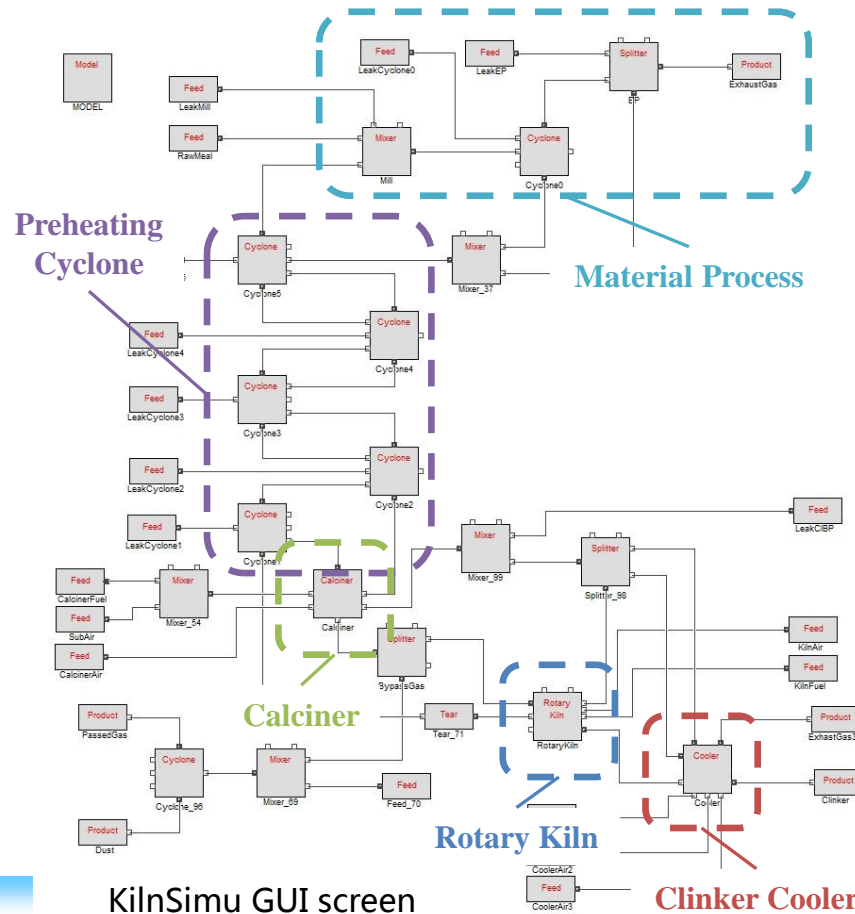 Model
MODEL
Feed
LeakCyclone0
Feed
LeakEP
Splitter
EP
Product
ExhaustGas
Feed
LeakMill
Feed
RawMeal
Mixer
Mill
Cyclone
Cyclone0
Preheating
Cyclone
Cyclone
Cyclone5
Mixer
Mixer_37
Material Process
Cyclone
Cyclone4
Feed
LeakCyclone4
Cyclone
Cyclone3
Feed
LeakCyclone3
Cyclone
Cyclone2
Feed
LeakCyclone2
Cyclone
Cyclone1
Feed
LeakCyclone1
Feed
LeakClBP
Mixer
Mixer_99
Splitter
Splitter_98
Feed
CalcinerFuel
Mixer
Mixer_54
Calciner
Calciner
Feed
SubAir
Feed
CalcinerAir
Splitter
BypassGas
Feed
KilnAir
Feed
KilnFuel
Calciner
Product
PassedGas
Tear
Tear_71
Rotary
Kiln
RotaryKiln
Product
ExhastGas3
Cyclone
Cyclone_96
Mixer
Mixer_69
Feed
Feed_70
Cooler
Cooler
Product
Clinker
Product
Dust
Rotary Kiln
CoolerAir2
Feed
CoolerAir3
KilnSimu GUI screen
Clinker Cooler